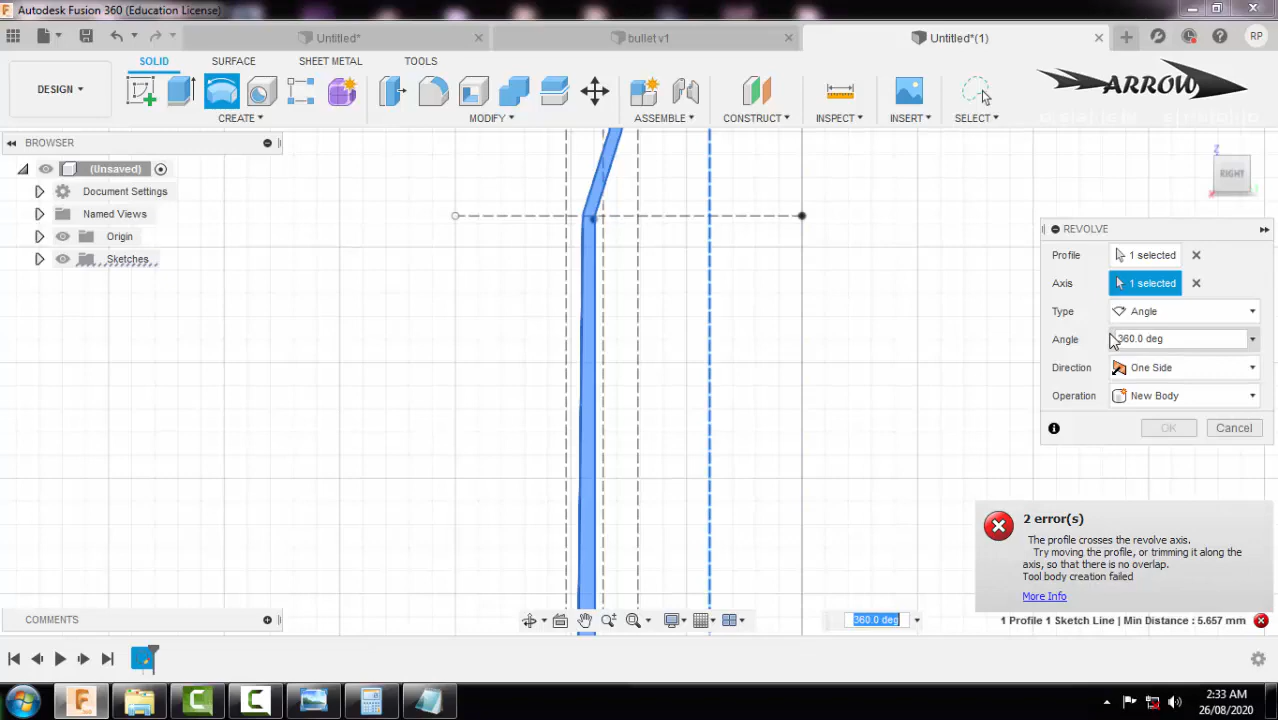 Autodesk Fusion 360 (Education License)
Untitled*
bullet v1
Untitled*(1)
RP
SOLID
SURFACE
SHEET METAL
TOOLS
DESIGN
CREATE
MODIFY
ASSEMBLE
CONSTRUCT
INSPECT
INSERT
SELECT
ARROW
BROWSER
(Unsaved)
Document Settings
Named Views
Origin
Sketches
Z
RIGHT
REVOLVE
Profile
1 selected
Axis
1 selected
Type
Angle
Angle
360.0 deg
Direction
One Side
Operation
New Body
OK
Cancel
2 error(s)
The profile crosses the revolve axis.
Try moving the profile, or trimming it along the
axis, so that there is no overlap.
Tool body creation failed
More Info
COMMENTS
360.0 deg
1 Profile 1 Sketch Line | Min Distance : 5.657 mm
2:33 AM
26/08/2020